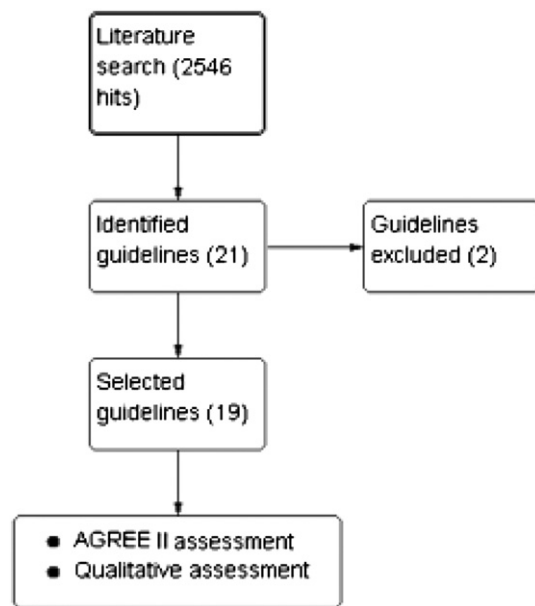 Literature
search (2546
hits)
Identified
guidelines (21)
Guidelines
excluded (2)
Selected
guidelines (19)
● AGREE II assessment
● Qualitative assessment